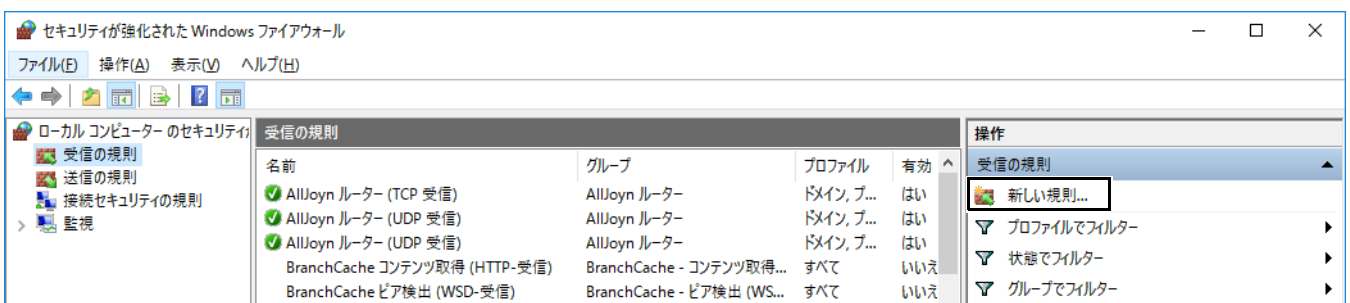 セキュリティが強化された Windows ファイアウォール
ファイル(F) 操作(A) 表示(V) ヘルプ(H)
ローカル コンピューター のセキュリティ
受信の規則
送信の規則
接続セキュリティの規則
監視
受信の規則
名前 グループ プロファイル 有効
AllJoyn ルーター (TCP 受信) AllJoyn ルーター ドメイン, プ... はい
AllJoyn ルーター (UDP 受信) AllJoyn ルーター ドメイン, プ... はい
AllJoyn ルーター (UDP 受信) AllJoyn ルーター ドメイン, プ... はい
BranchCache コンテンツ取得 (HTTP-受信) BranchCache - コンテンツ取得... すべて いいえ
BranchCache ピア検出 (WSD-受信) BranchCache - ピア検出 (WS... すべて いいえ
操作
受信の規則
新しい規則...
プロファイルでフィルター
状態でフィルター
グループでフィルター